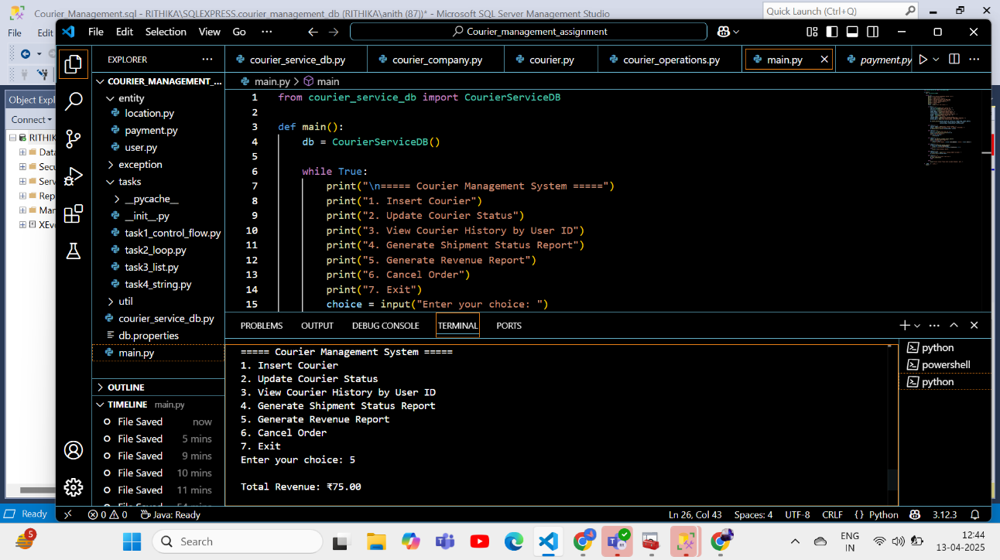 Courier_Management.sql - RITHIKA\SQLEXPRESS.courier_management_db (RITHIKA\anith (87))* - Microsoft SQL Server Management Studio
Quick Launch (Ctrl+Q)
File Edit
File Edit Selection View Go ···
Courier_management_assignment
EXPLORER ···
courier_service_db.py courier_company.py courier.py courier_operations.py main.py payment.py
Object Expl
Connect
RITHIK
Data
Secu
Serv
Rep
Man
XEve
COURIER_MANAGEMENT_...
entity
location.py
payment.py
user.py
exception
tasks
__pycache__
__init__.py
task1_control_flow.py
task2_loop.py
task3_list.py
task4_string.py
util
courier_service_db.py
db.properties
main.py
OUTLINE
TIMELINE main.py
File Saved now
File Saved 5 mins
File Saved 9 mins
File Saved 10 mins
File Saved 11 mins
main.py > main
1 from courier_service_db import CourierServiceDB
2
3 def main():
4 db = CourierServiceDB()
5
6 while True:
7 print("\n===== Courier Management System =====")
8 print("1. Insert Courier")
9 print("2. Update Courier Status")
10 print("3. View Courier History by User ID")
11 print("4. Generate Shipment Status Report")
12 print("5. Generate Revenue Report")
13 print("6. Cancel Order")
14 print("7. Exit")
15 choice = input("Enter your choice: ")
PROBLEMS OUTPUT DEBUG CONSOLE TERMINAL PORTS
===== Courier Management System =====
1. Insert Courier
2. Update Courier Status
3. View Courier History by User ID
4. Generate Shipment Status Report
5. Generate Revenue Report
6. Cancel Order
7. Exit
Enter your choice: 5
Total Revenue: ₹75.00
python
powershell
python
Ready
0 0 Java: Ready
Ln 26, Col 43 Spaces: 4 UTF-8 CRLF {} Python 3.12.3
5
Search
ENG
IN
12:44
13-04-2025